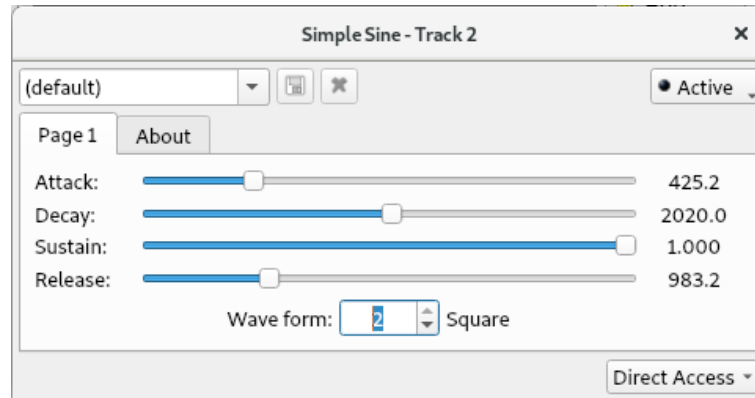 Simple Sine - Track 2
(default) Active
Page 1 About
Attack: 425.2
Decay: 2020.0
Sustain: 1.000
Release: 983.2
Wave form: 2 Square
Direct Access